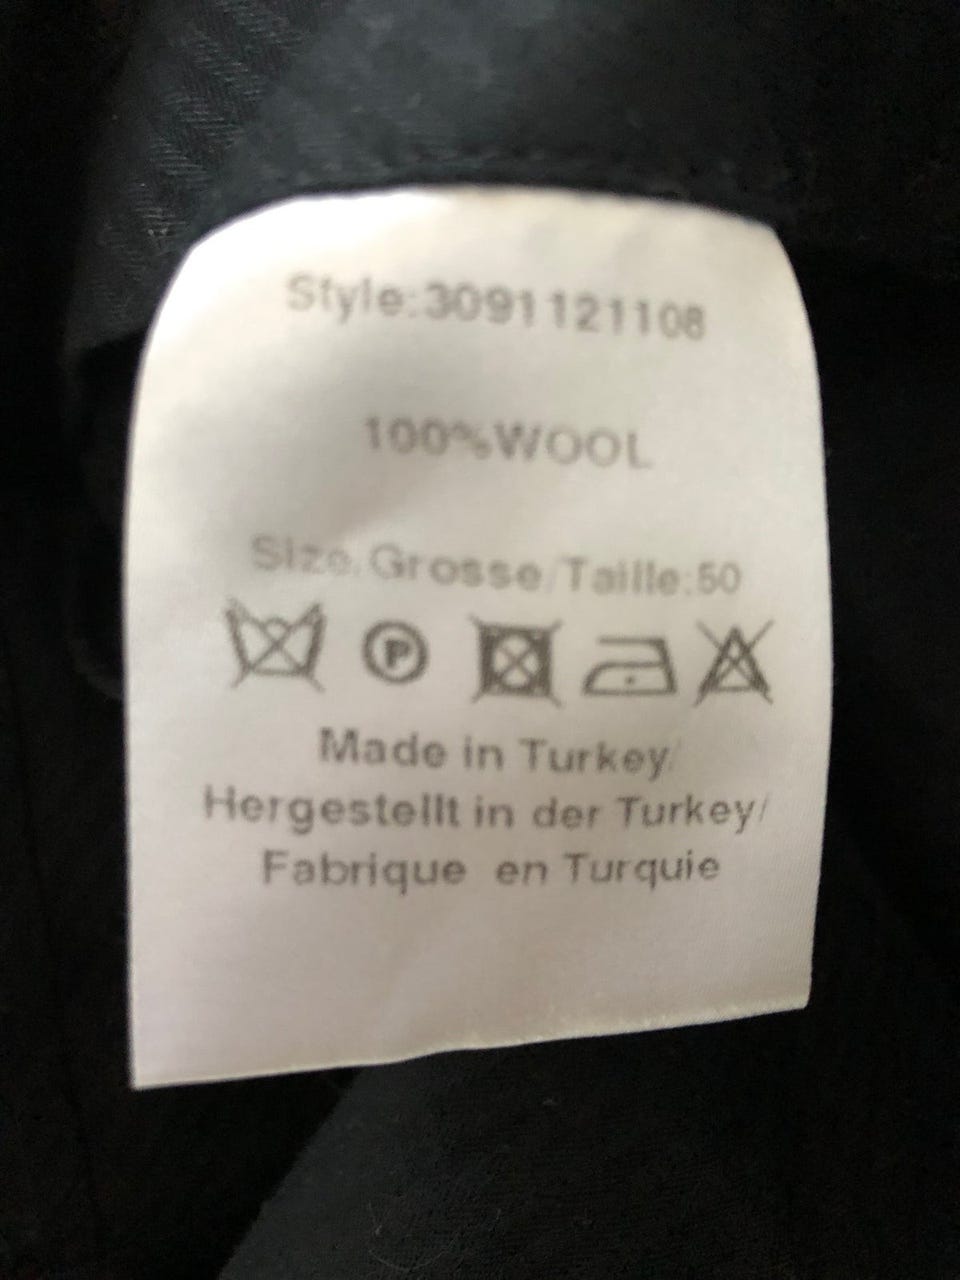 Style:3091121108
100%WOOL
Size.Grosse/Taille:50
P
Made in Turkey/
Hergestellt in der Turkey/
Fabrique en Turquie